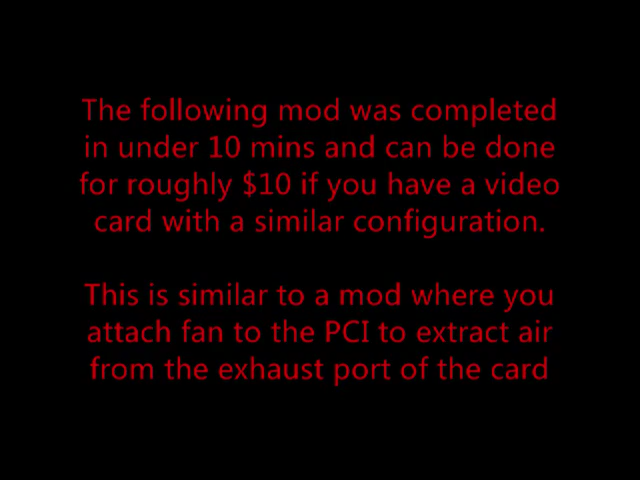 The following mod was completed
in under 10 mins and can be done
for roughly $10 if you have a video
card with a similar configuration.
This is similar to a mod where you
attach fan to the PCI to extract air
from the exhaust port of the card